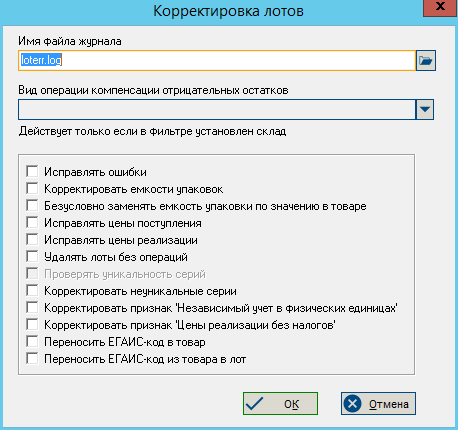 Корректировка лотов
x
Имя файла журнала
loterr.log
Вид операции компенсации отрицательных остатков
Действует только если в фильтре установлен склад
Исправлять ошибки
Корректировать емкости упаковок
Безусловно заменять емкость упаковки по значению в товаре
Исправлять цены поступления
Исправлять цены реализации
Удалять лоты без операций
Проверять уникальность серий
Корректировать неуникальные серии
Корректировать признак 'Независимый учет в физических единицах'
Корректировать признак 'Цены реализации без налогов'
Переносить ЕГАИС-код в товар
Переносить ЕГАИС-код из товара в лот
OK
Отмена